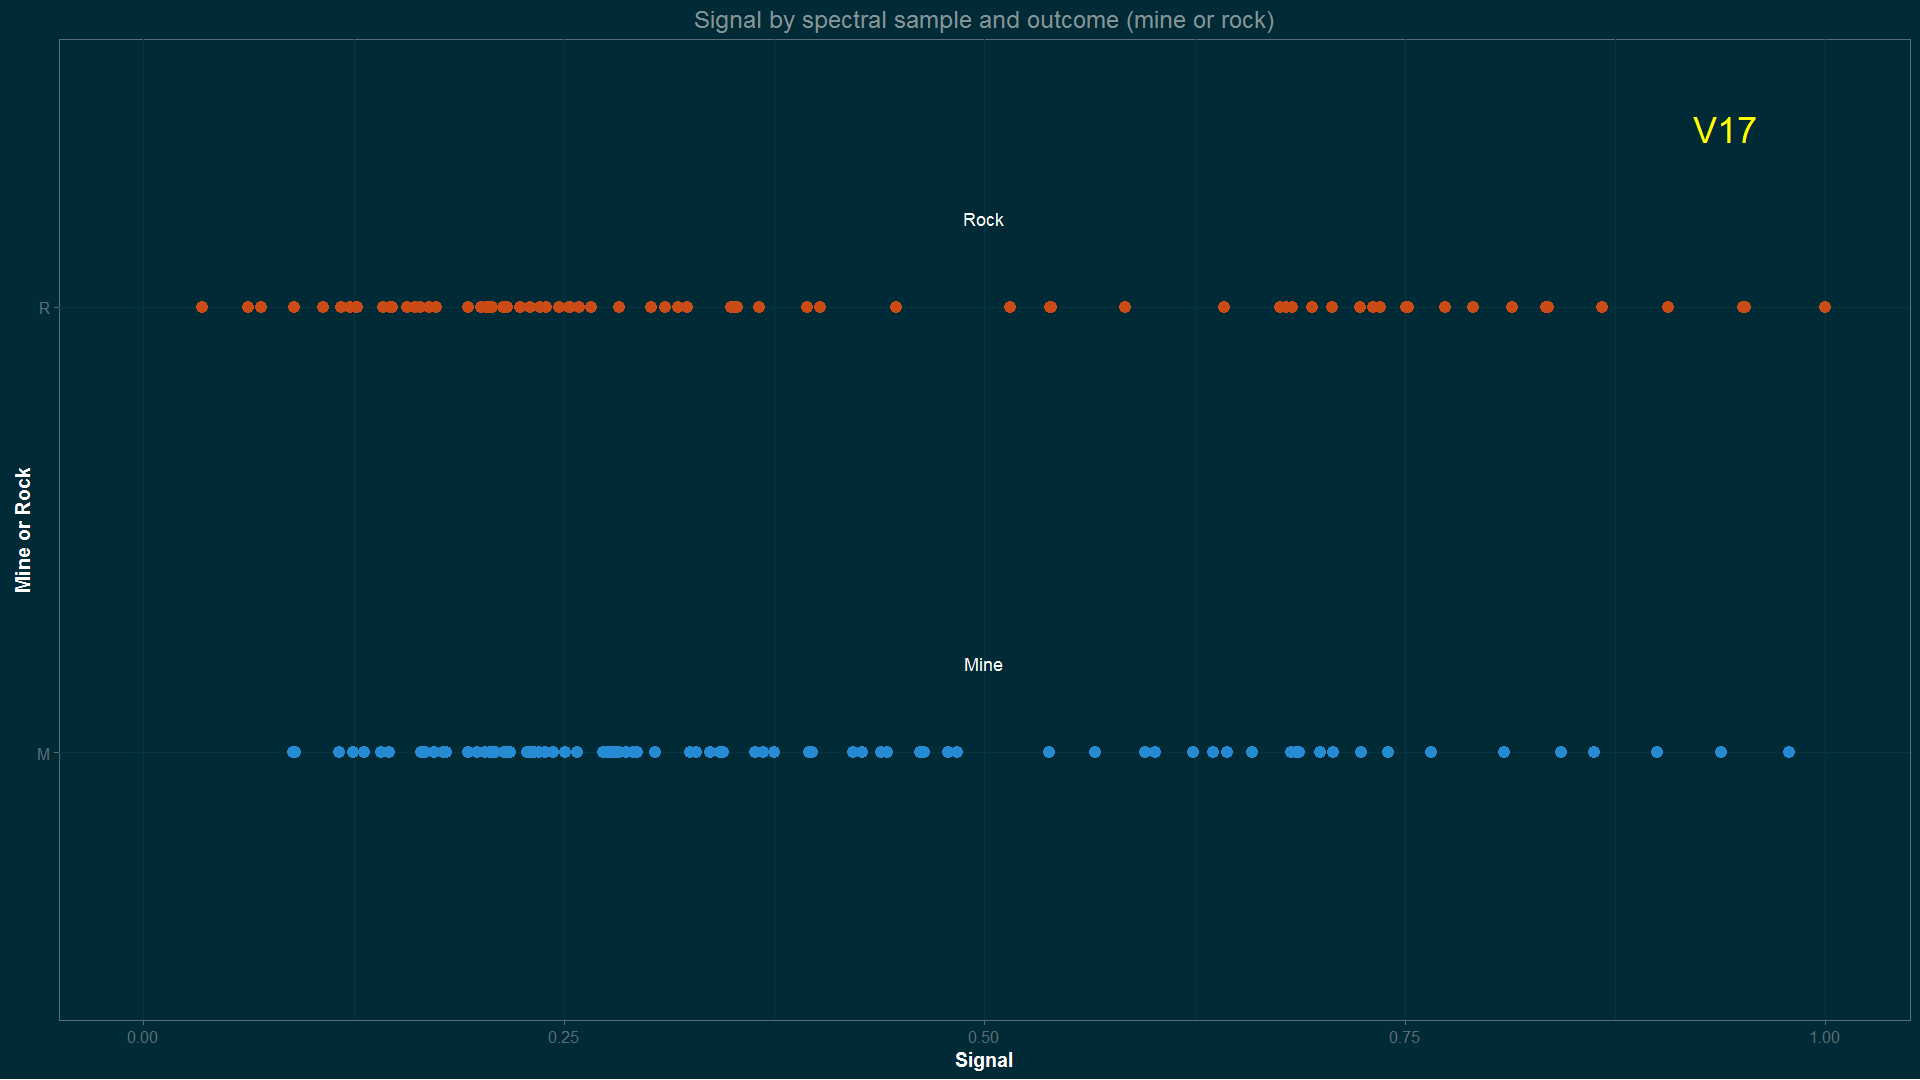 Signal by spectral sample and outcome (mine or rock)
V17
Rock
R
Mine or Rock
Mine
M
0.00 0.25 0.50 0.75 1.00
Signal